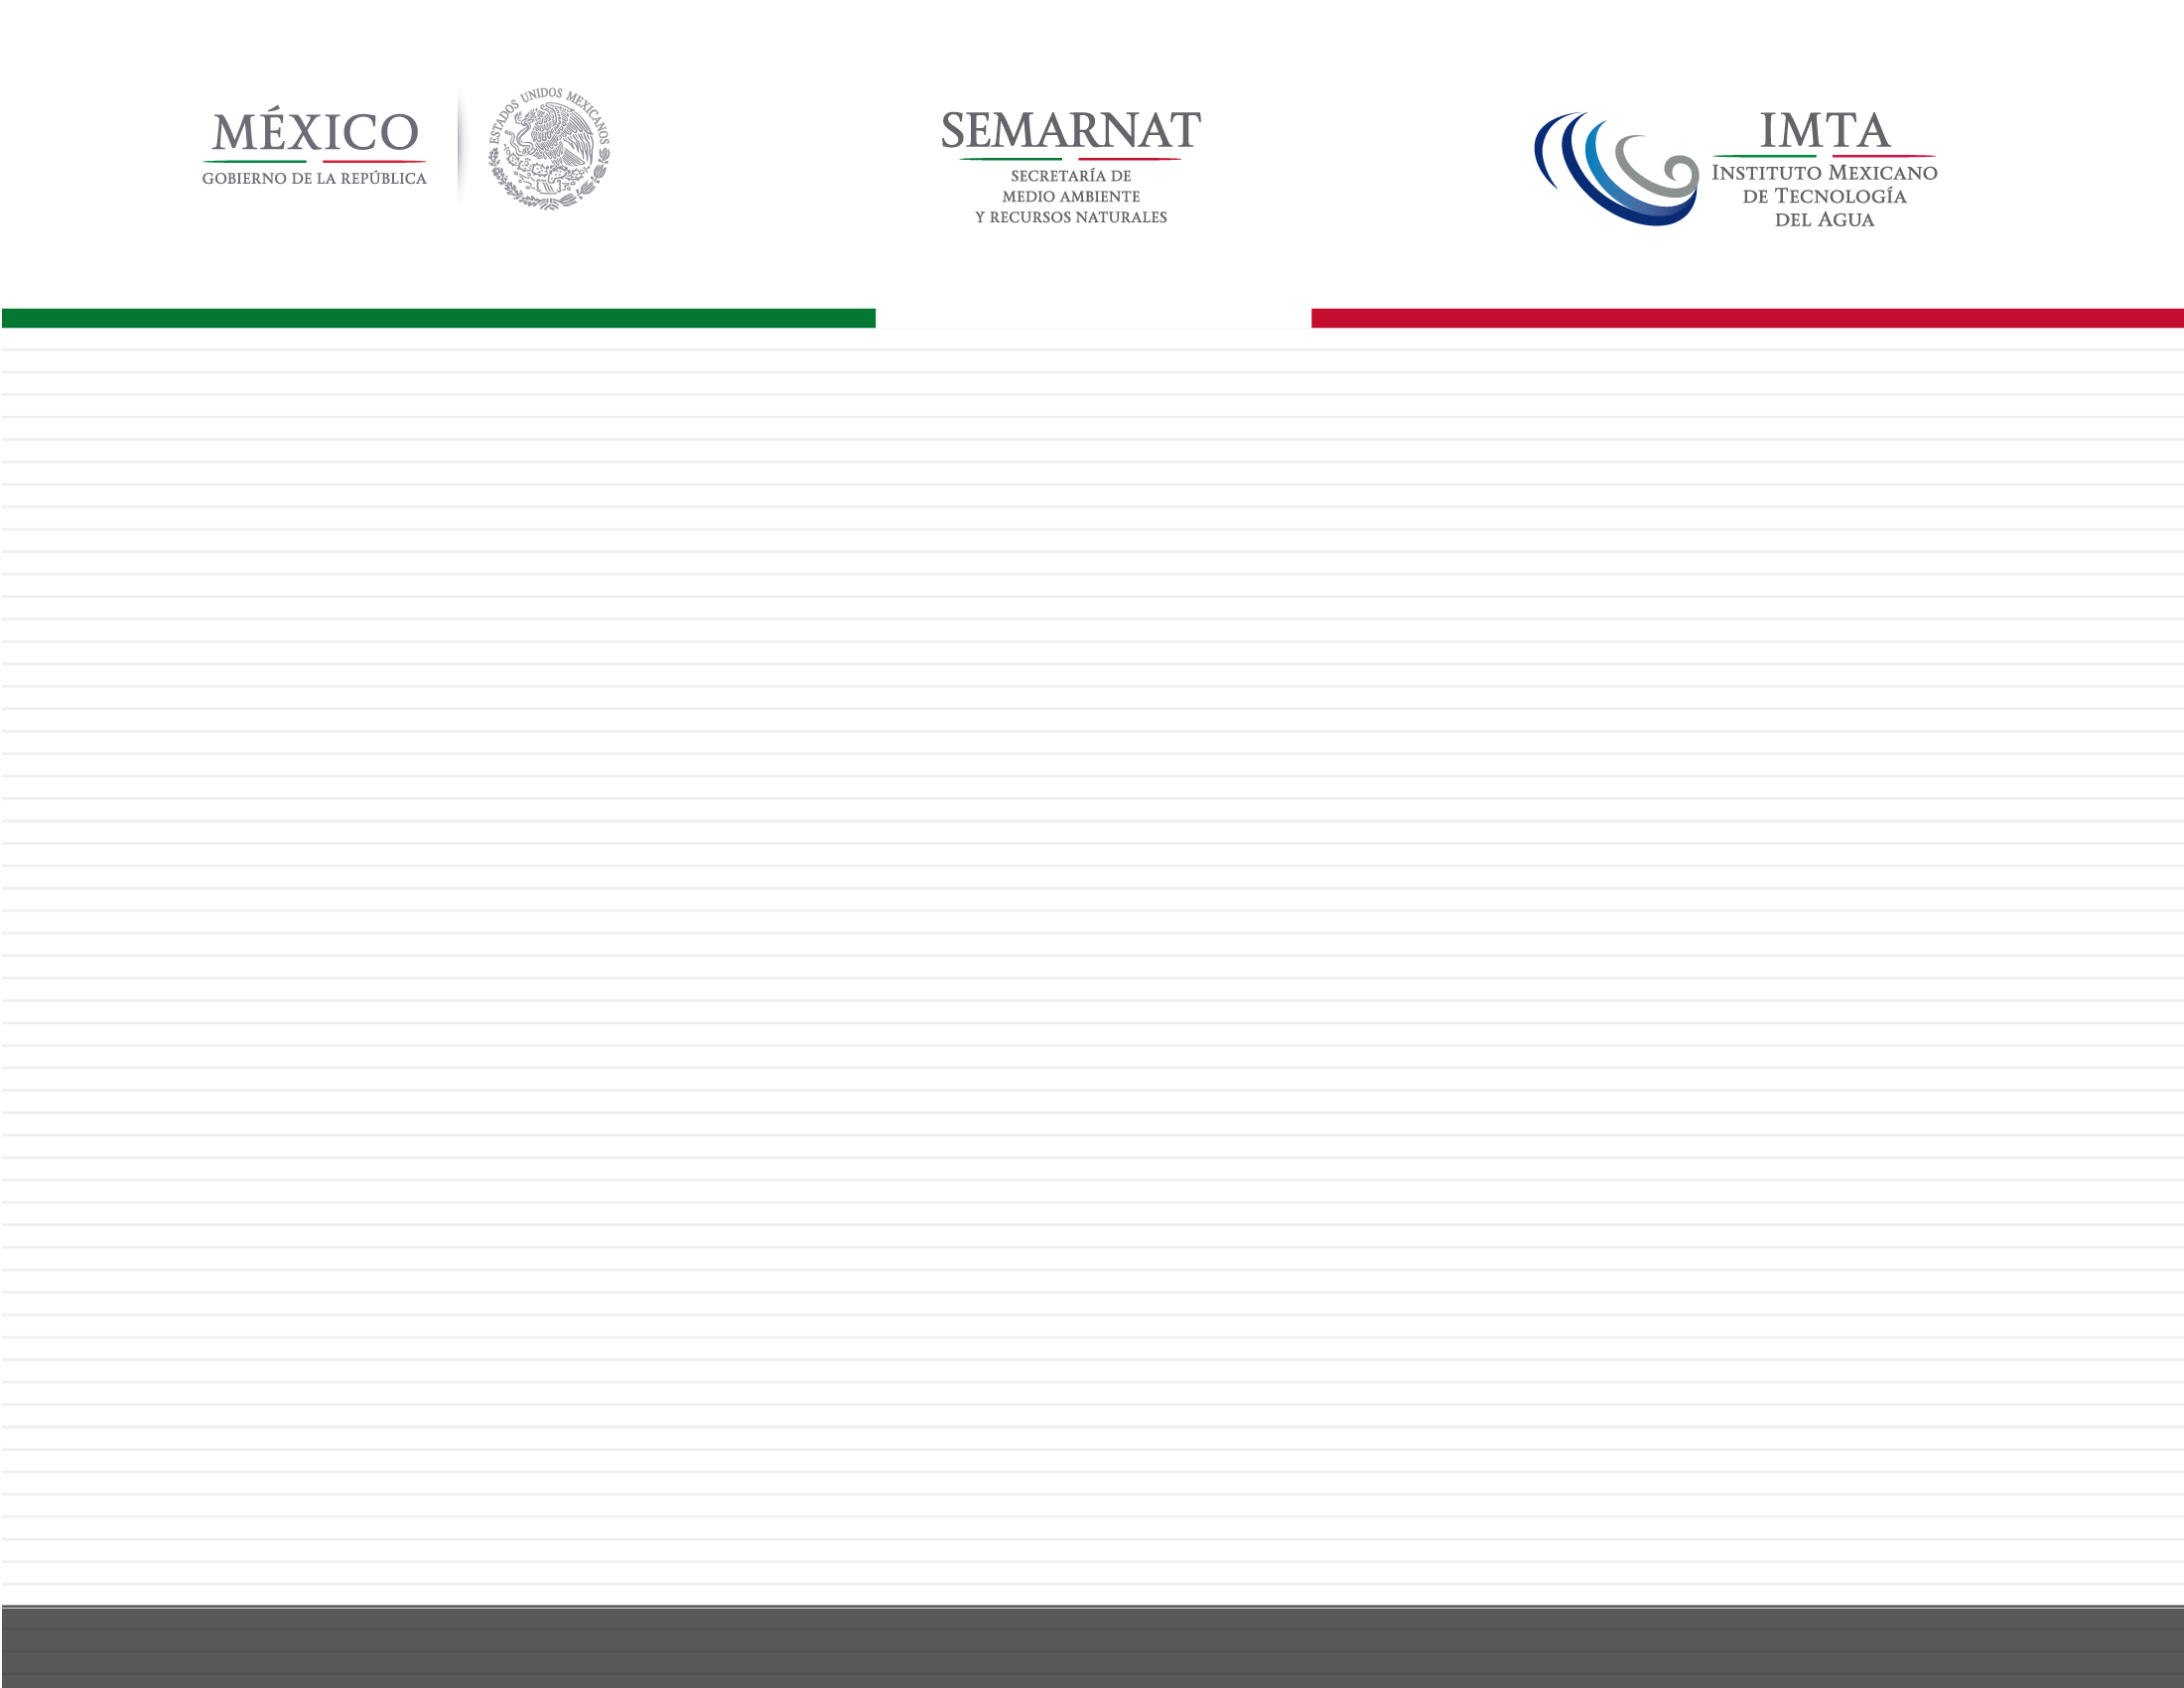 MÉXICO
GOBIERNO DE LA REPÚBLICA
ESTADOS UNIDOS MEXICANOS
SEMARNAT
SECRETARÍA DE
MEDIO AMBIENTE
Y RECURSOS NATURALES
IMTA
INSTITUTO MEXICANO
DE TECNOLOGÍA
DEL AGUA